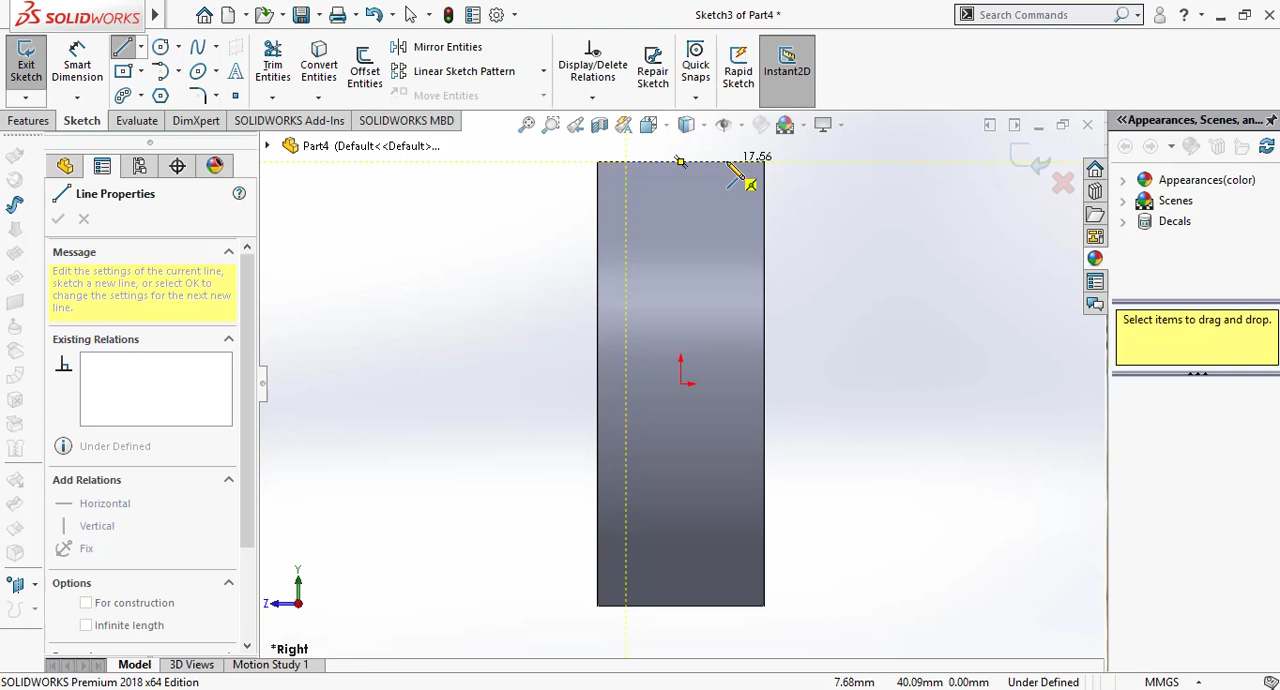 SOLIDWORKS
Sketch3 of Part4 *
Search Commands
?
Exit Sketch
Smart Dimension
Trim Entities
Convert Entities
Offset Entities
Mirror Entities
Linear Sketch Pattern
Move Entities
Display/Delete Relations
Repair Sketch
Quick Snaps
Rapid Sketch
Instant2D
Features
Sketch
Evaluate
DimXpert
SOLIDWORKS Add-Ins
SOLIDWORKS MBD
Part4 (Default<<Default>...
Line Properties
?
Message
Edit the settings of the current line,
sketch a new line, or select OK to
change the settings for the next new
line.
Existing Relations
Under Defined
Add Relations
Horizontal
Vertical
Fix
Options
For construction
Infinite length
17.56
Y
Z
*Right
Appearances, Scenes, an...
Appearances(color)
Scenes
Decals
Select items to drag and drop.
Model
3D Views
Motion Study 1
SOLIDWORKS Premium 2018 x64 Edition
7.68mm
40.09mm 0.00mm
Under Defined
MMGS